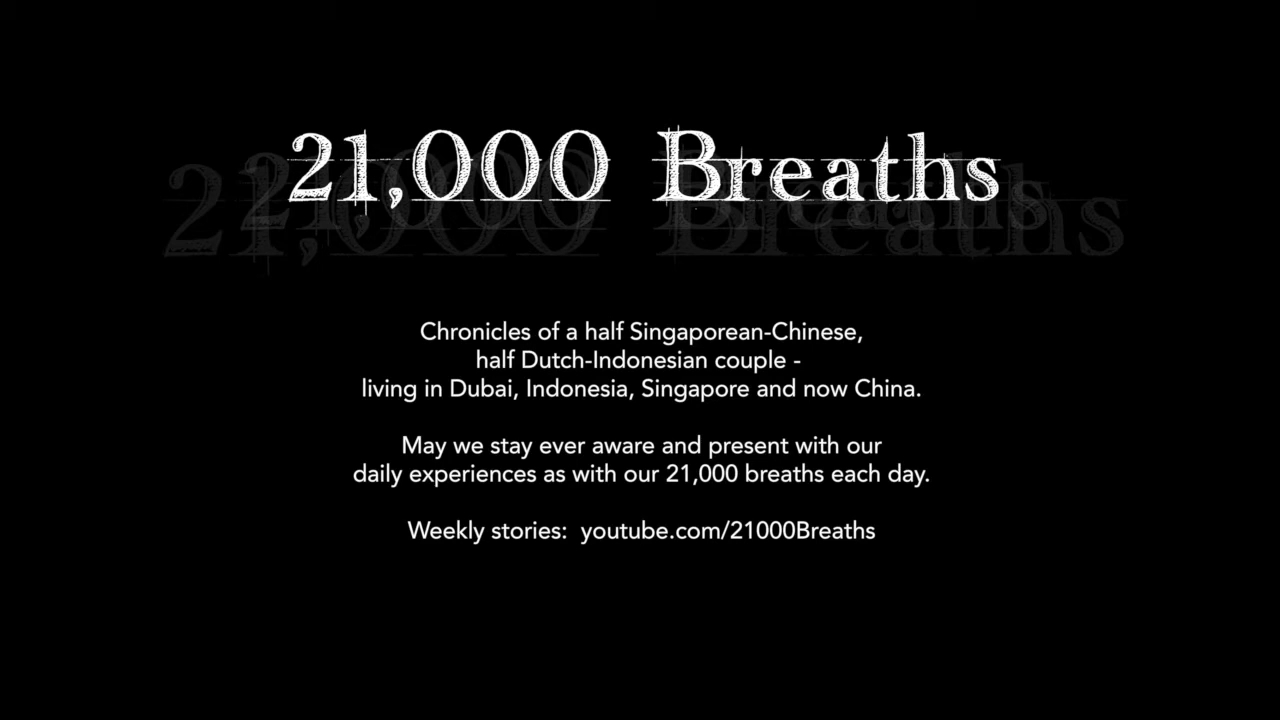 21,000 Breaths
Chronicles of a half Singaporean-Chinese,
half Dutch-Indonesian couple -
living in Dubai, Indonesia, Singapore and now China.
May we stay ever aware and present with our
daily experiences as with our 21,000 breaths each day.
Weekly stories:  youtube.com/21000Breaths